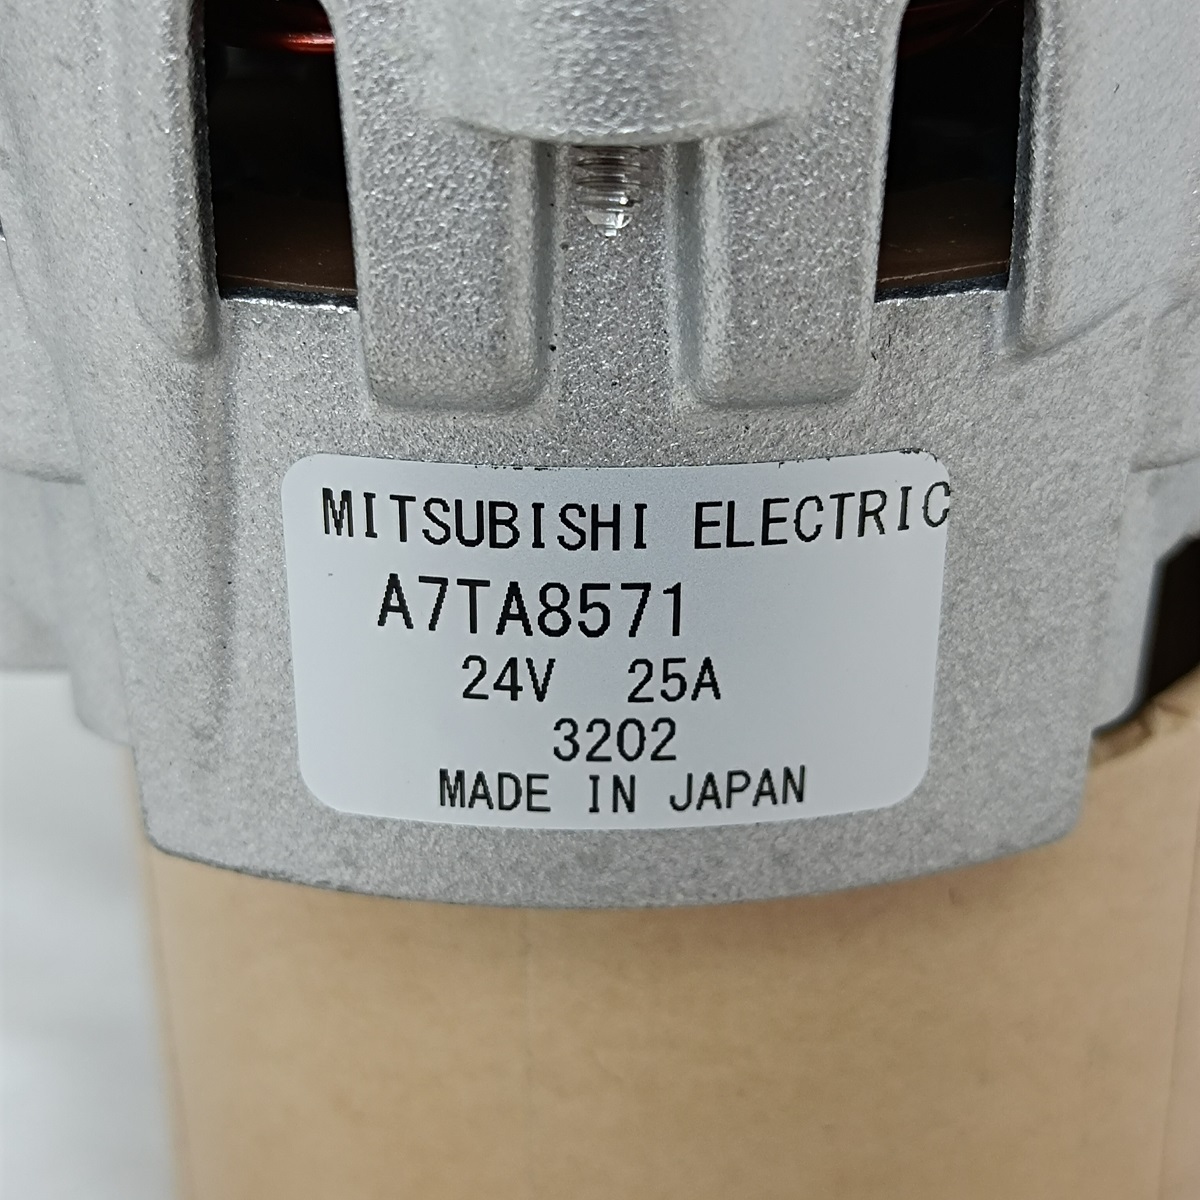 MITSUBISHI ELECTRIC
A7TA8571
24V 25A
3202
MADE IN JAPAN